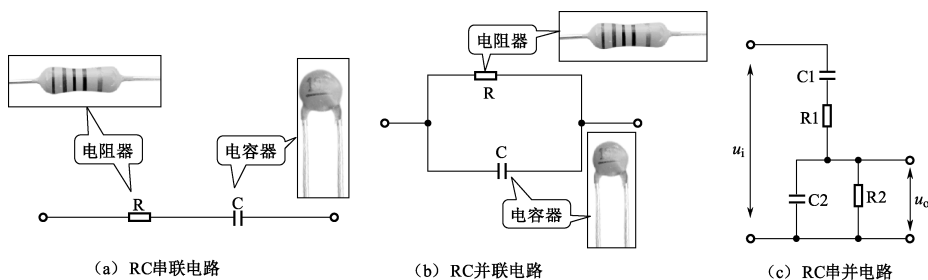 电阻器
电容器
R
C
(a) RC串联电路
电阻器
R
C
电容器
(b) RC并联电路
C1
R1
ui
C2
R2
uo
(c) RC串并电路